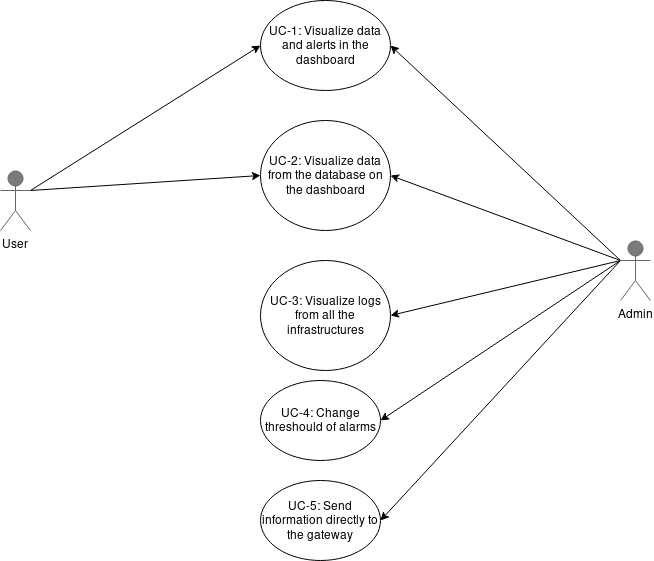 UC-1: Visualize data
and alerts in the
dashboard
UC-2: Visualize data
from the database on
the dashboard
User
UC-3: Visualize logs
from all the
infrastructures
Admin
UC-4: Change
threshould of alarms
UC-5: Send
information directly to
the gateway